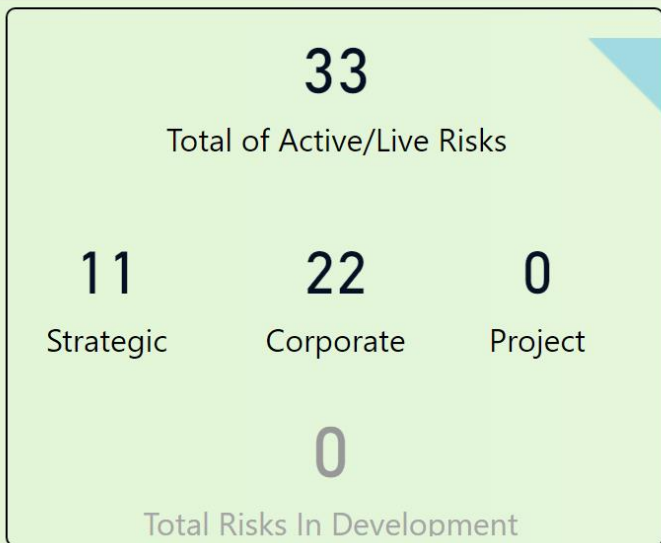 33
Total of Active/Live Risks
11 22 0
Strategic Corporate Project
0
Total Risks In Development